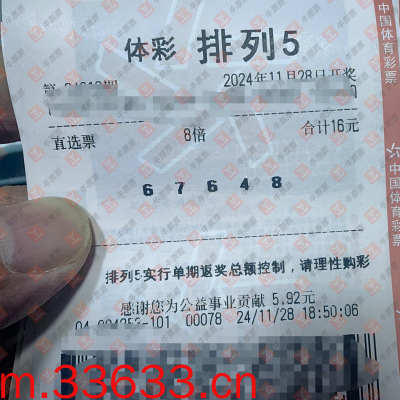 体彩 排列5
2024年11月28日开奖
直选票 8倍 合计16元
6 7 6 4 8
排列5实行单期返奖总额控制，请理性购彩
感谢您为公益事业贡献 5.92元
-101 00078 24/11/28 18:50:06
m.33633.cn
中国体育彩票
中国体育彩票